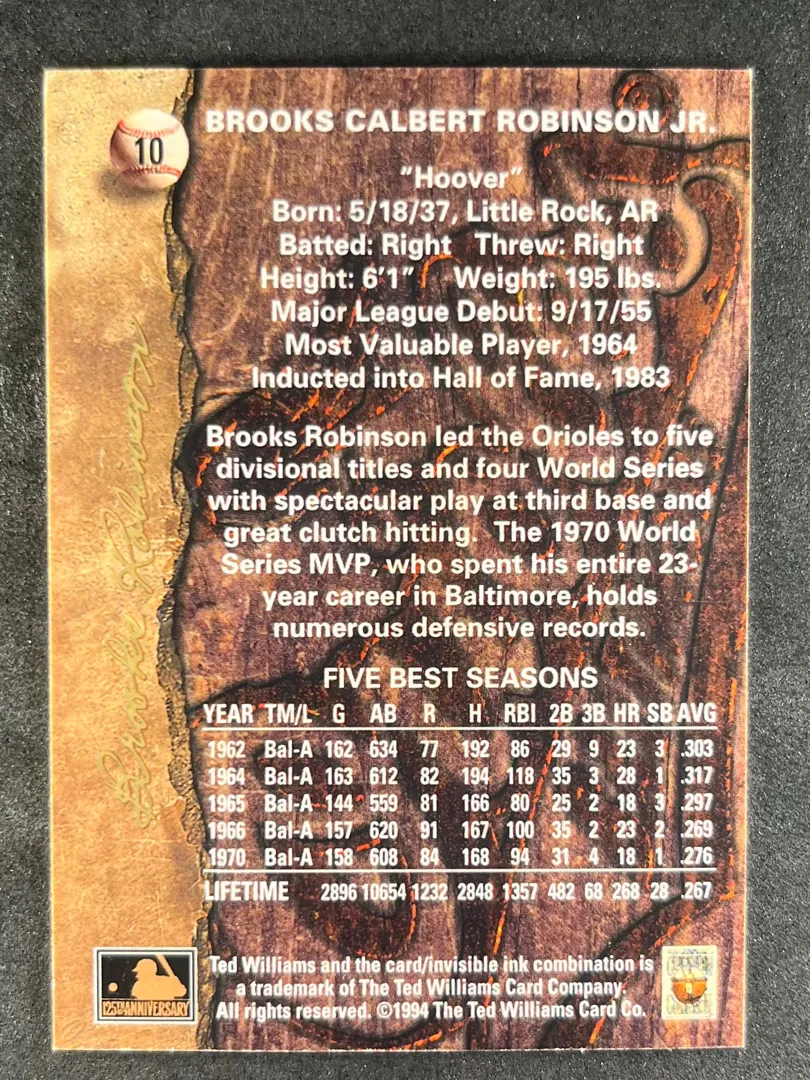 10
BROOKS CALBERT ROBINSON JR.
"Hoover"
Born: 5/18/37, Little Rock, AR
Batted: Right Threw: Right
Height: 6'1" Weight: 195 lbs.
Major League Debut: 9/17/55
Most Valuable Player, 1964
Inducted into Hall of Fame, 1983
Brooks Robinson led the Orioles to five
divisional titles and four World Series
with spectacular play at third base and
great clutch hitting. The 1970 World
Series MVP, who spent his entire 23-
year career in Baltimore, holds
numerous defensive records.
FIVE BEST SEASONS
YEAR TM/L G AB R H RBI 2B 3B HR SB AVG
1962 Bal-A 162 634 77 192 86 29 9 23 3 .303
1964 Bal-A 163 612 82 194 118 35 3 28 1 .317
1965 Bal-A 144 559 81 166 80 25 2 18 3 .297
1966 Bal-A 157 620 91 167 100 35 2 23 2 .269
1970 Bal-A 158 608 84 168 94 31 4 18 1 .276
LIFETIME 2896 10654 1232 2848 1357 482 68 268 28 .267
Brooks Robinson
125TH ANNIVERSARY
Ted Williams and the card/invisible ink combination is
a trademark of The Ted Williams Card Company.
All rights reserved. ©1994 The Ted Williams Card Co.